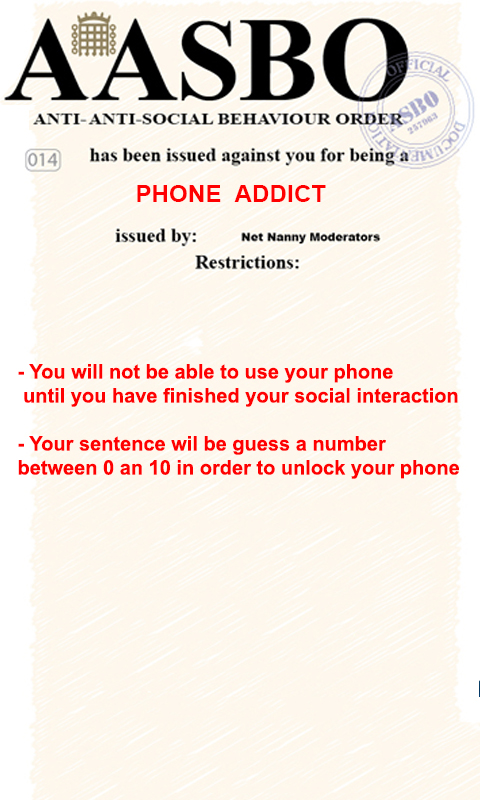 AASBO
ANTI-ANTI-SOCIAL BEHAVIOUR ORDER
OFFICIAL
ASBO
257063
DOCUMENTATION
014
has been issued against you for being a
PHONE ADDICT
issued by: Net Nanny Moderators
Restrictions:
- You will not be able to use your phone
until you have finished your social interaction
- Your sentence wil be guess a number
between 0 an 10 in order to unlock your phone